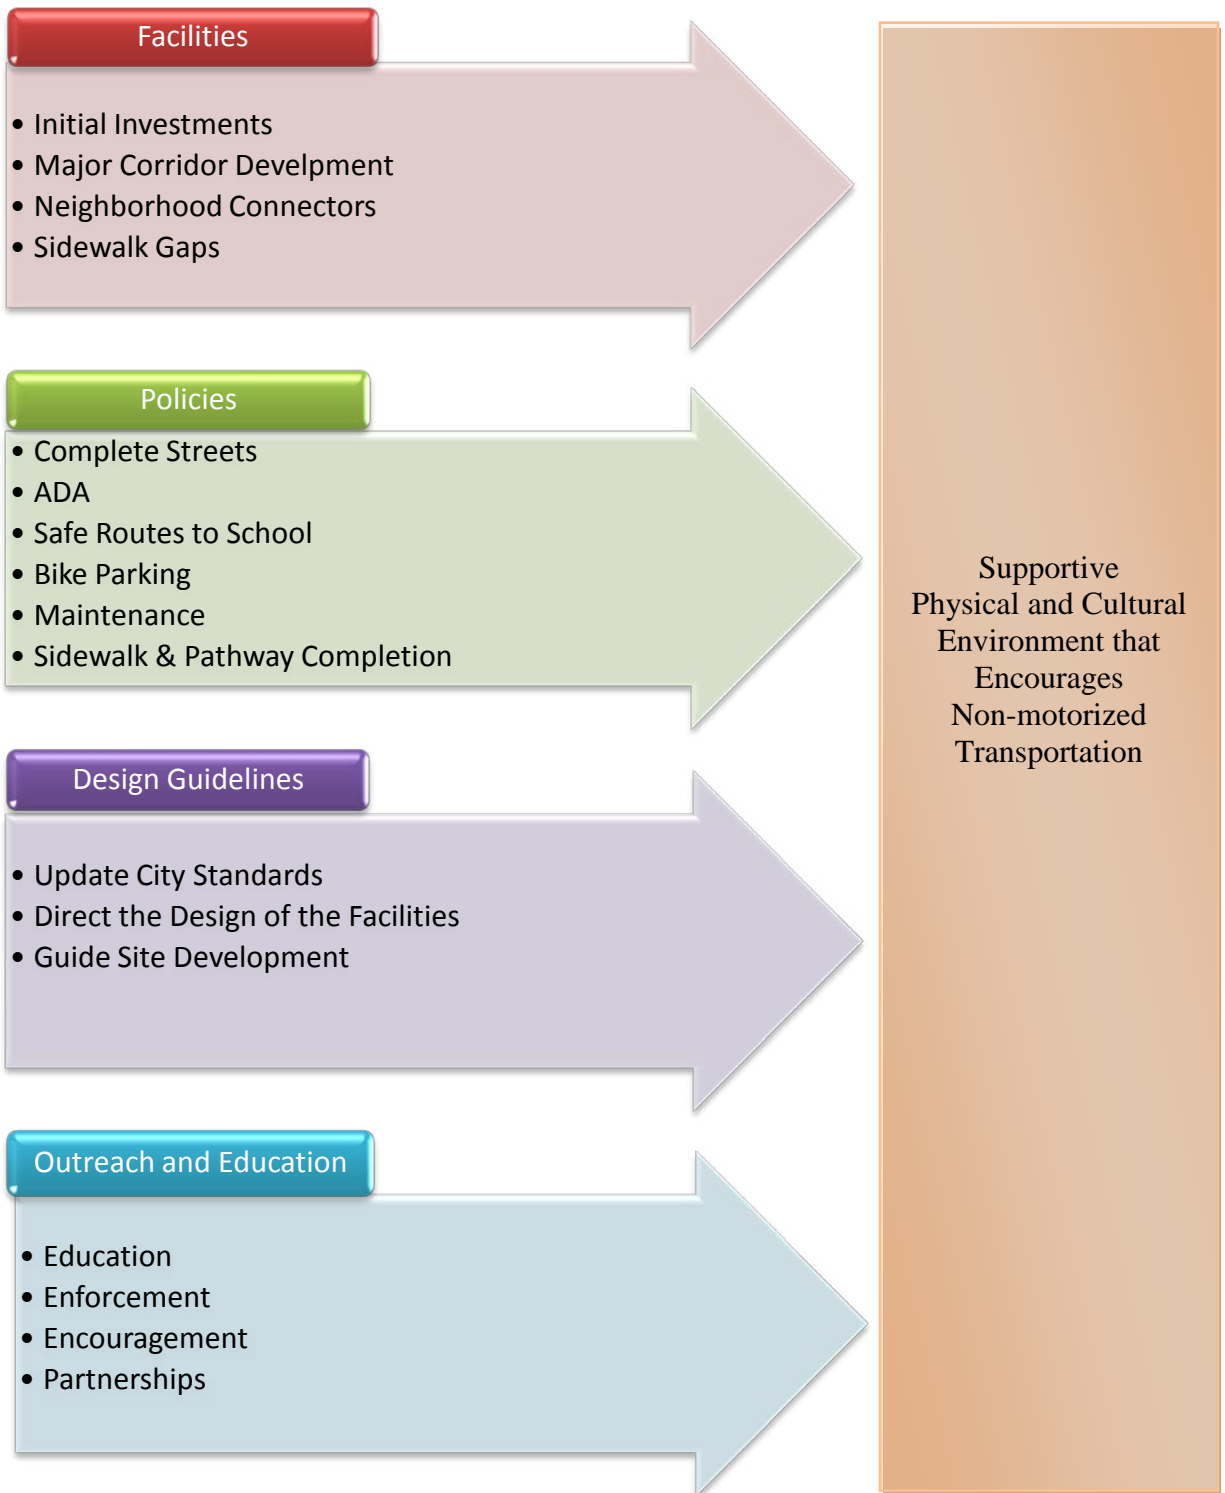 Facilities
• Initial Investments
• Major Corridor Develpment
• Neighborhood Connectors
• Sidewalk Gaps
Policies
• Complete Streets
• ADA
• Safe Routes to School
• Bike Parking
• Maintenance
• Sidewalk & Pathway Completion
Design Guidelines
• Update City Standards
• Direct the Design of the Facilities
• Guide Site Development
Outreach and Education
• Education
• Enforcement
• Encouragement
• Partnerships
Supportive
Physical and Cultural
Environment that
Encourages
Non-motorized
Transportation